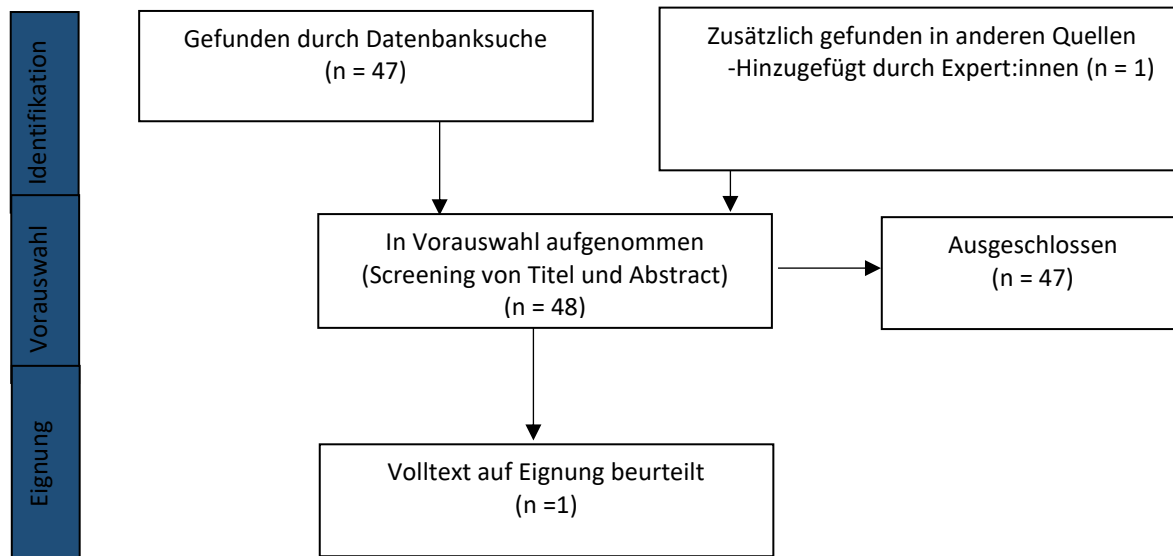 Identifikation
Gefunden durch Datenbanksuche
(n = 47)
Zusätzlich gefunden in anderen Quellen
-Hinzugefügt durch Expert:innen (n = 1)
Vorauswahl
In Vorauswahl aufgenommen
(Screening von Titel und Abstract)
(n = 48)
Ausgeschlossen
(n = 47)
Eignung
Volltext auf Eignung beurteilt
(n =1)